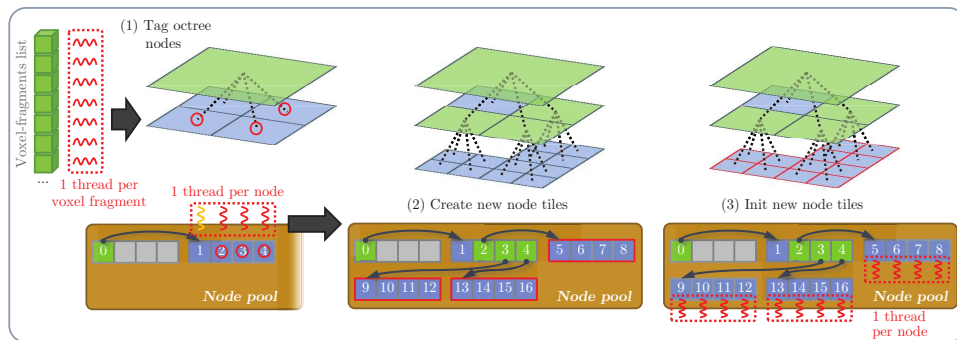 Voxel-fragments list
...
(1) Tag octree
nodes
1 thread per
voxel fragment
1 thread per node
0
1 2 3 4
Node pool
(2) Create new node tiles
0
1 2 3 4
5 6 7 8
9 10 11 12
13 14 15 16
Node pool
(3) Init new node tiles
0
1 2 3 4
5 6 7 8
9 10 11 12
13 14 15 16
1 thread
per node
Node pool